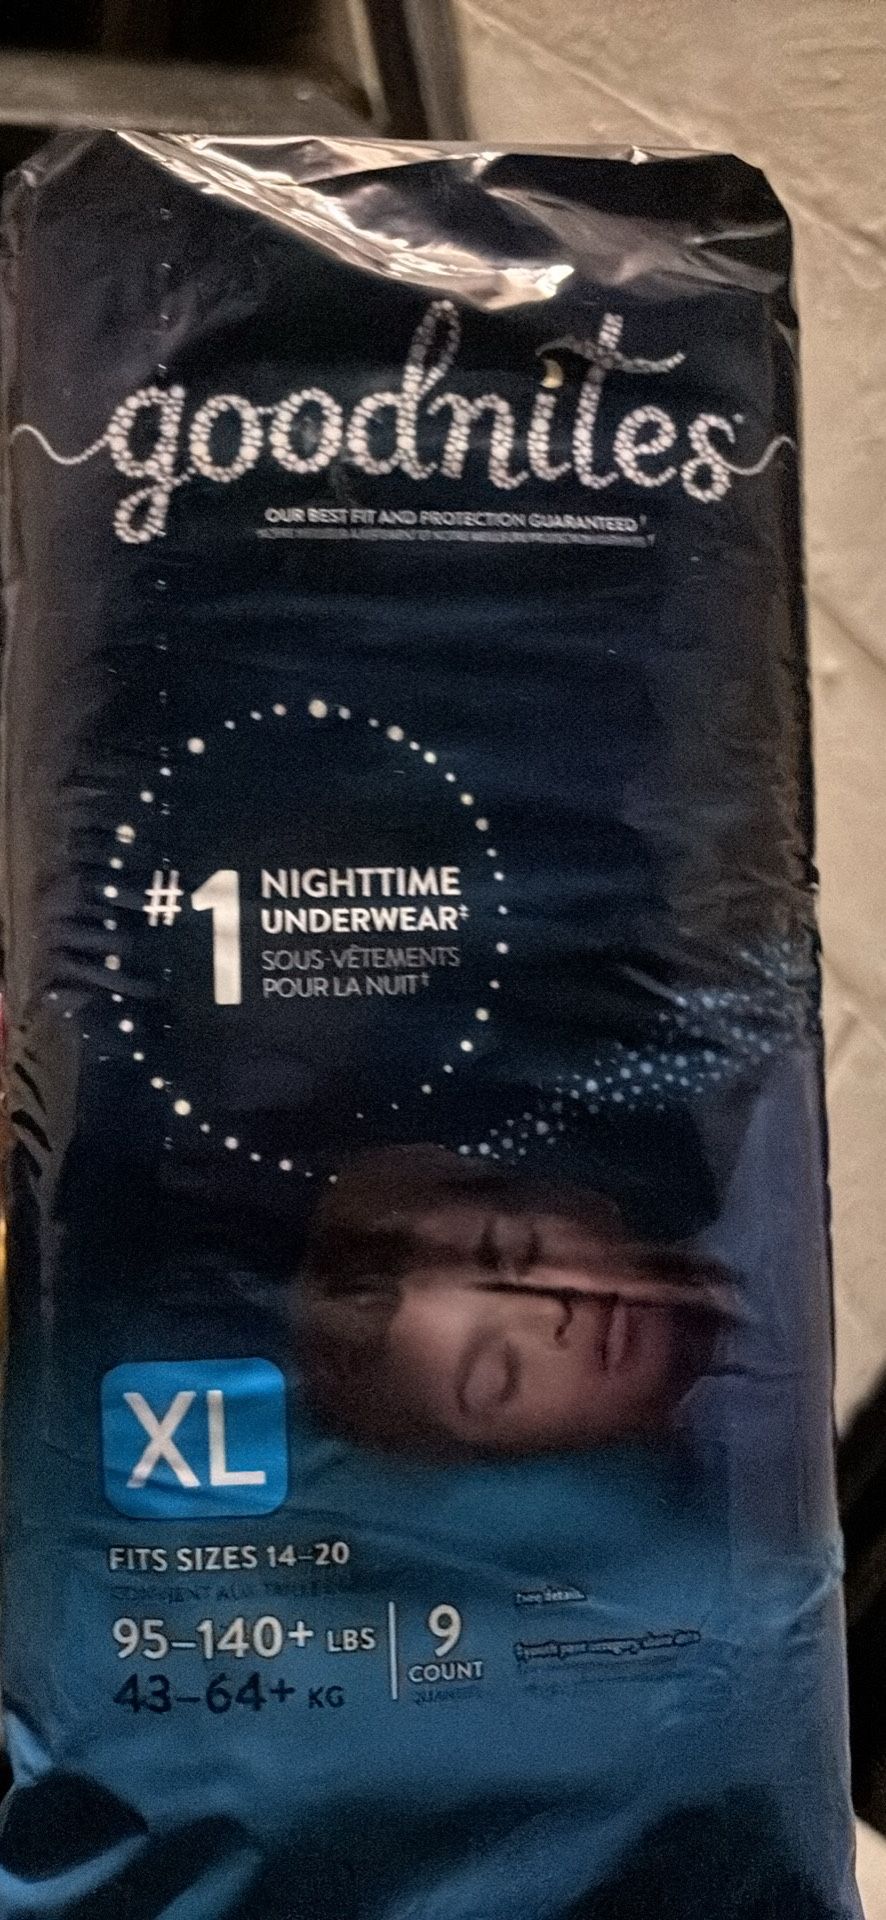 goodnites
OUR BEST FIT AND PROTECTION GUARANTEED†
#1 NIGHTTIME
UNDERWEAR‡
SOUS-VÊTEMENTS
POUR LA NUIT‡
XL
FITS SIZES 14–20
95–140+ LBS
43–64+ KG
9
COUNT